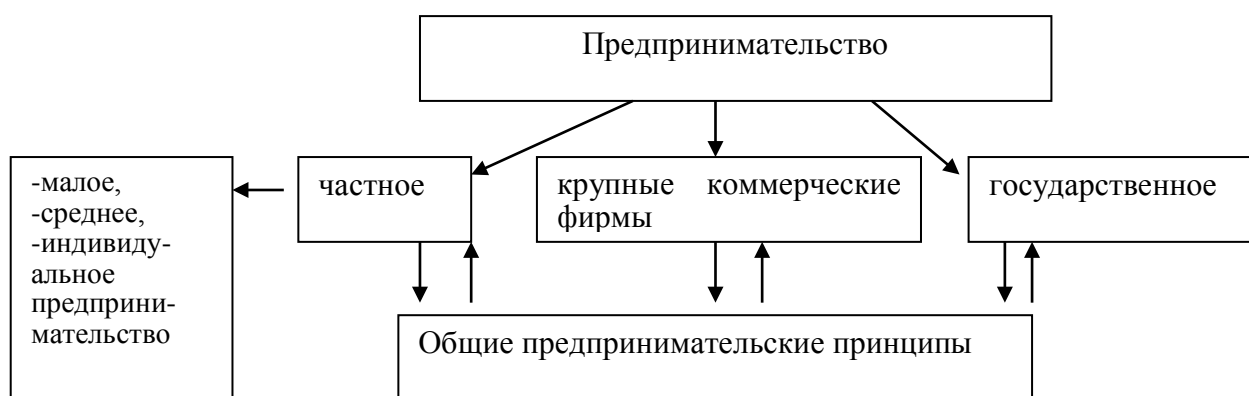 Предпринимательство
-малое,
-среднее,
-индивиду-
альное
предприни-
мательство
частное
крупные коммерческие
фирмы
государственное
Общие предпринимательские принципы